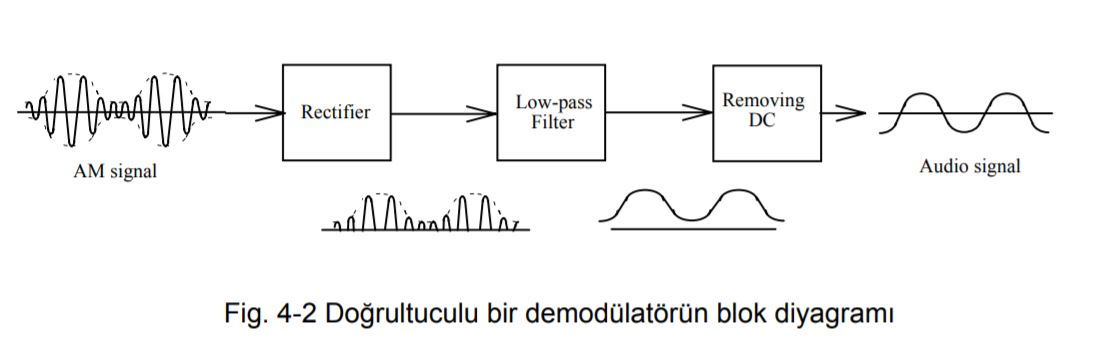 Rectifier
Low-pass
Filter
Removing
DC
AM signal
Audio signal
Fig. 4-2 Doğrultuculu bir demodülatörün blok diyagramı